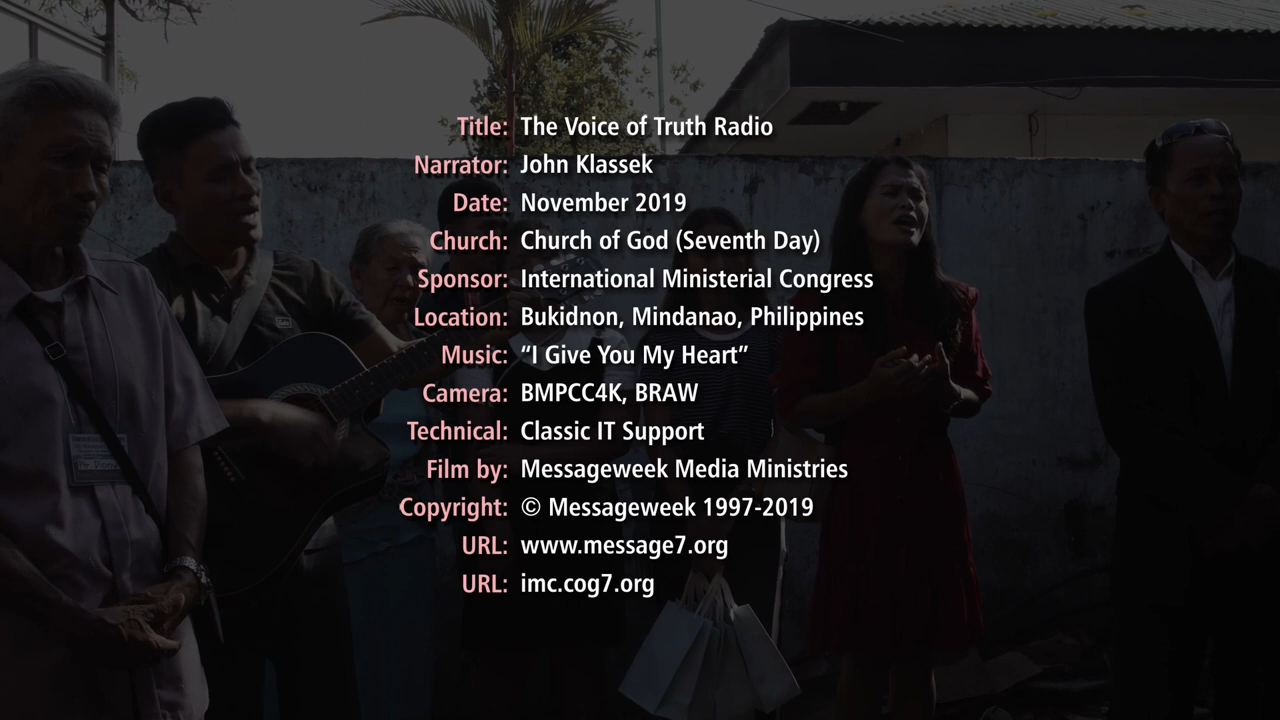 Title: The Voice of Truth Radio
Narrator: John Klassek
Date: November 2019
Church: Church of God (Seventh Day)
Sponsor: International Ministerial Congress
Location: Bukidnon, Mindanao, Philippines
Music: “I Give You My Heart”
Camera: BMPCC4K, BRAW
Technical: Classic IT Support
Film by: Messageweek Media Ministries
Copyright: © Messageweek 1997-2019
URL: www.message7.org
URL: imc.cog7.org